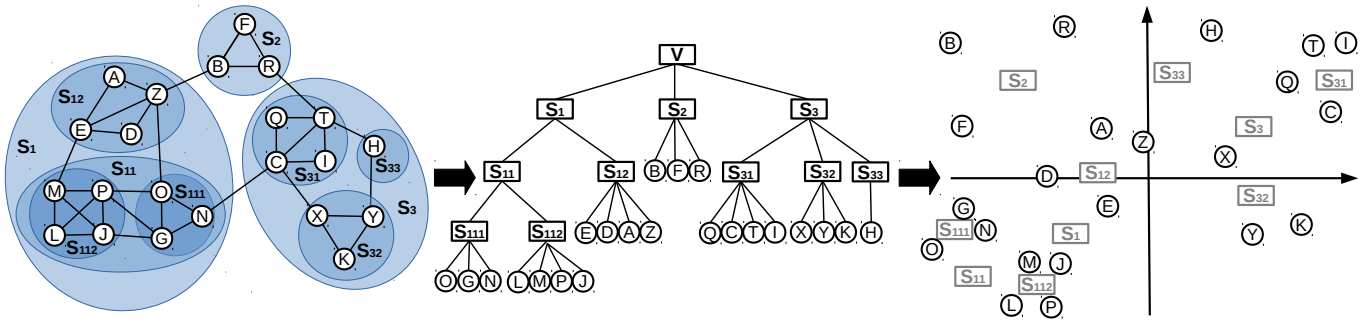 F
S₂
B R
A
Z
S₁₂
E D
S₁
S₁₁
M P O S₁₁₁
N
L J G
S₁₁₂
Q T
H
C I
S₃₁ S₃₃
X Y
S₃
K S₃₂
V
S₁ S₂ S₃
B F R
S₁₁ S₁₂ S₃₁ S₃₂ S₃₃
S₁₁₁ S₁₁₂ E D A Z Q C T I X Y K H
O G N L M P J
R H
B T I
S₃₃
S₂ Q S₃₁
C
F A S₃
Z
X
D S₁₂
S₃₂
G E
S₁₁₁ N S₁ Y K
O
M J
S₁₁ S₁₁₂
L P